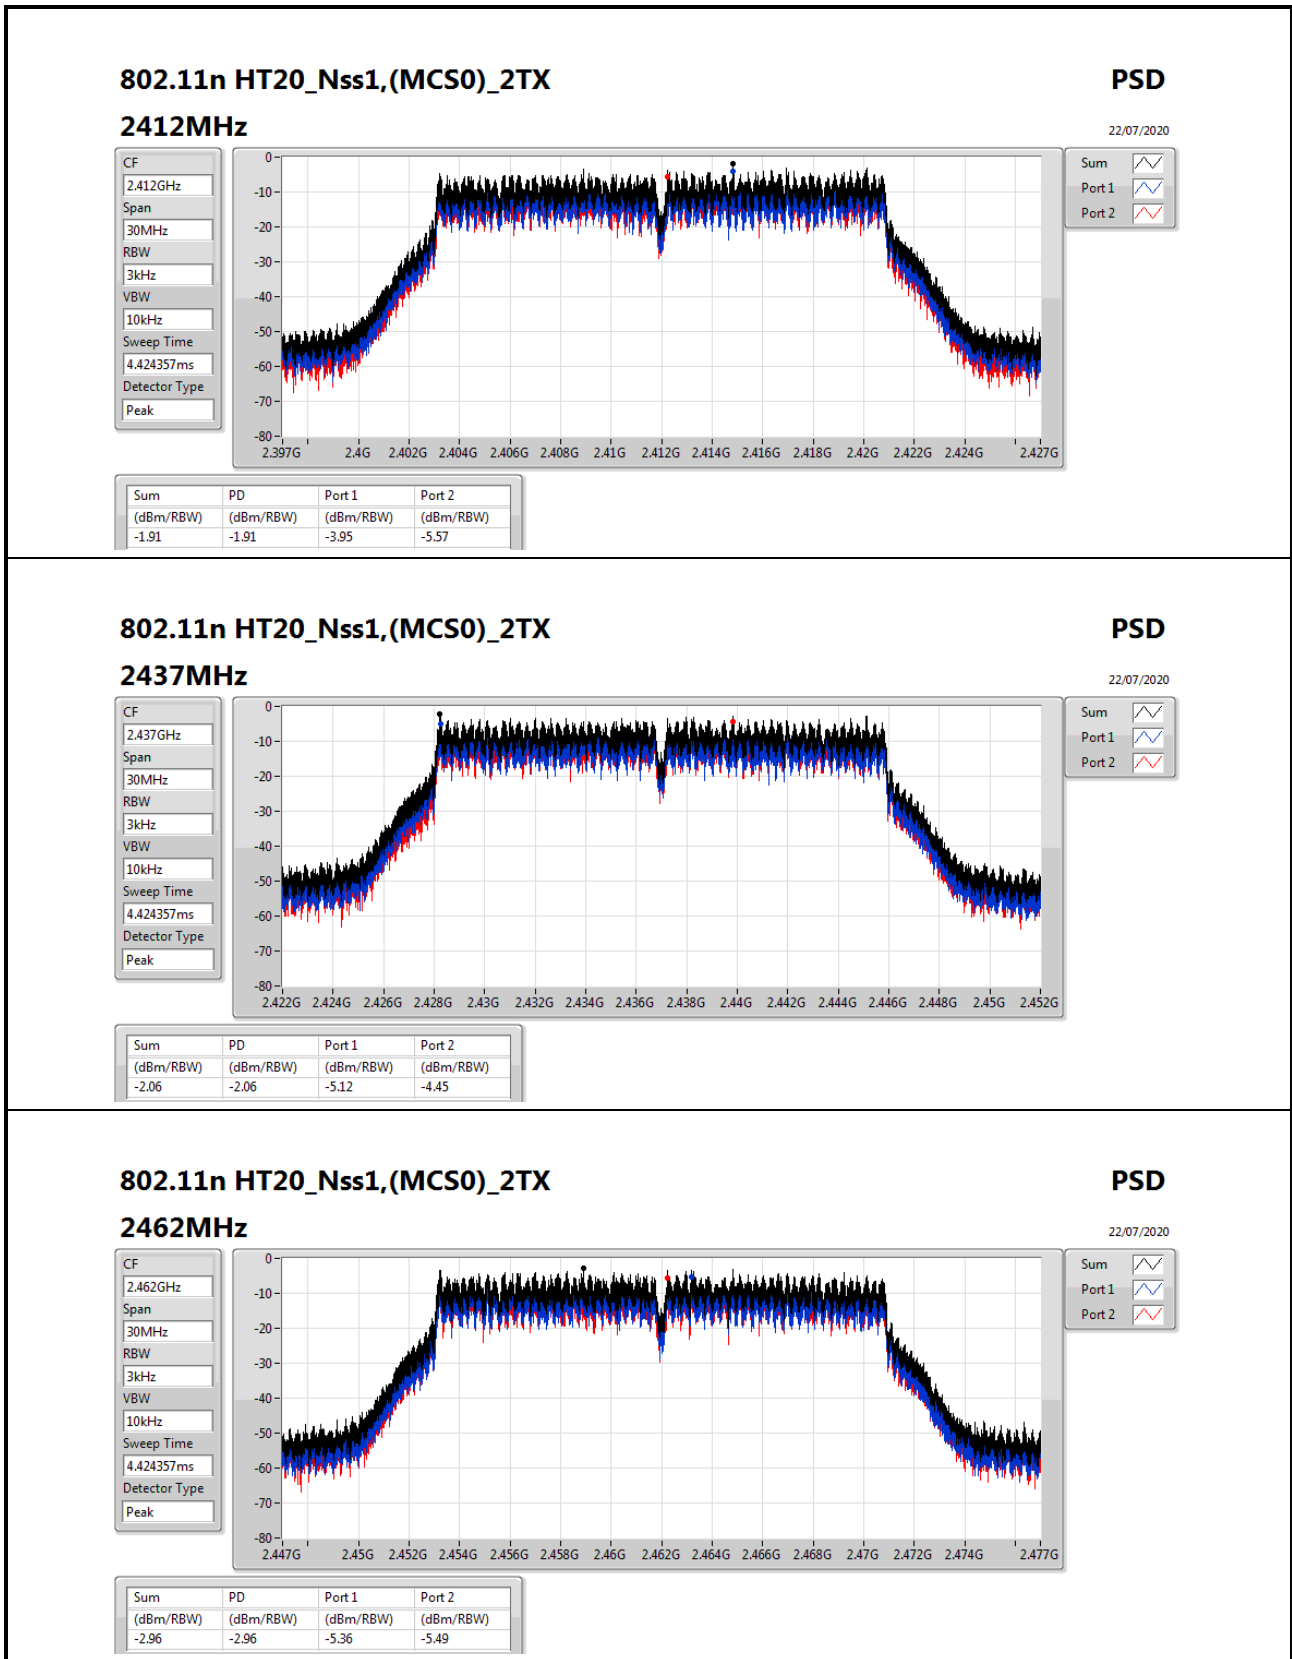 802.11n HT20_Nss1,(MCS0)_2TX PSD
2412MHz 22/07/2020
CF
2.412GHz
Span
30MHz
RBW
3kHz
VBW
10kHz
Sweep Time
4.424357ms
Detector Type
Peak
0
-10
-20
-30
-40
-50
-60
-70
-80
2.397G 2.4G 2.402G 2.404G 2.406G 2.408G 2.41G 2.412G 2.414G 2.416G 2.418G 2.42G 2.422G 2.424G 2.427G
Sum
Port 1
Port 2
Sum PD Port 1 Port 2
(dBm/RBW) (dBm/RBW) (dBm/RBW) (dBm/RBW)
-1.91 -1.91 -3.95 -5.57
802.11n HT20_Nss1,(MCS0)_2TX PSD
2437MHz 22/07/2020
CF
2.437GHz
Span
30MHz
RBW
3kHz
VBW
10kHz
Sweep Time
4.424357ms
Detector Type
Peak
0
-10
-20
-30
-40
-50
-60
-70
-80
2.422G 2.424G 2.426G 2.428G 2.43G 2.432G 2.434G 2.436G 2.438G 2.44G 2.442G 2.444G 2.446G 2.448G 2.45G 2.452G
Sum
Port 1
Port 2
Sum PD Port 1 Port 2
(dBm/RBW) (dBm/RBW) (dBm/RBW) (dBm/RBW)
-2.06 -2.06 -5.12 -4.45
802.11n HT20_Nss1,(MCS0)_2TX PSD
2462MHz 22/07/2020
CF
2.462GHz
Span
30MHz
RBW
3kHz
VBW
10kHz
Sweep Time
4.424357ms
Detector Type
Peak
0
-10
-20
-30
-40
-50
-60
-70
-80
2.447G 2.45G 2.452G 2.454G 2.456G 2.458G 2.46G 2.462G 2.464G 2.466G 2.468G 2.47G 2.472G 2.474G 2.477G
Sum
Port 1
Port 2
Sum PD Port 1 Port 2
(dBm/RBW) (dBm/RBW) (dBm/RBW) (dBm/RBW)
-2.96 -2.96 -5.36 -5.49